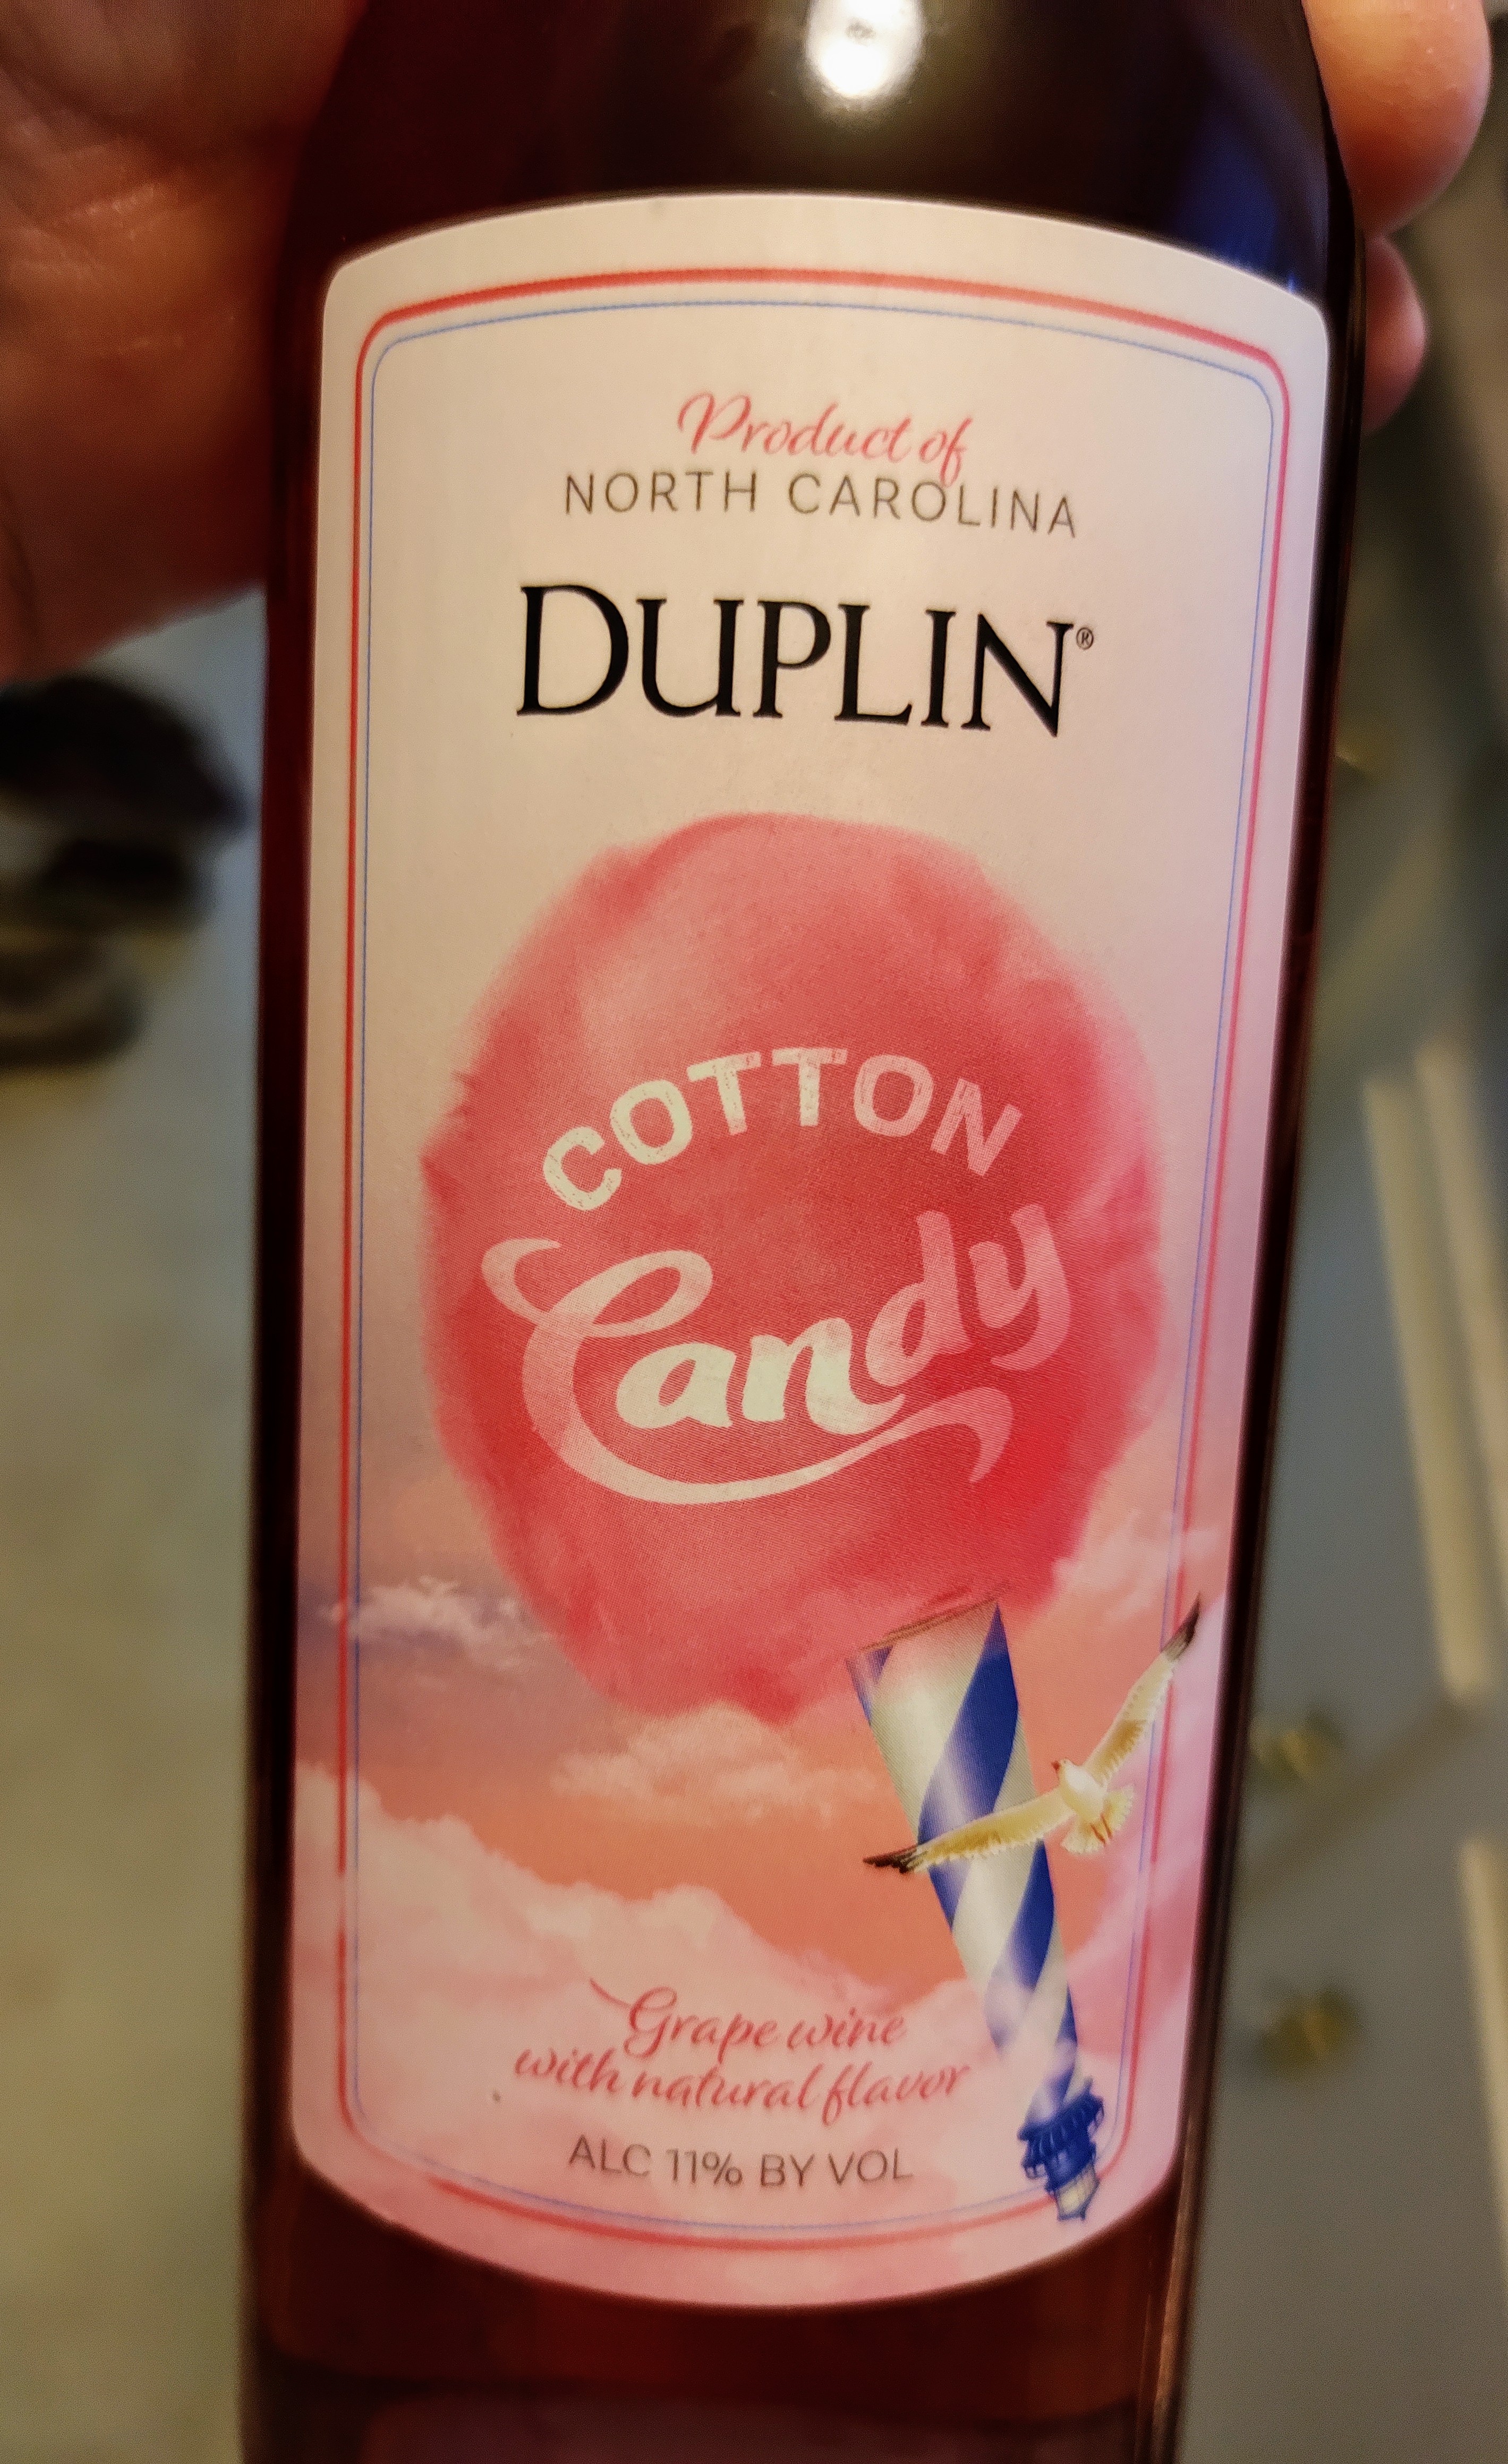 Product of
NORTH CAROLINA
DUPLIN®
COTTON
Candy
Grape wine
with natural flavor
ALC 11% BY VOL